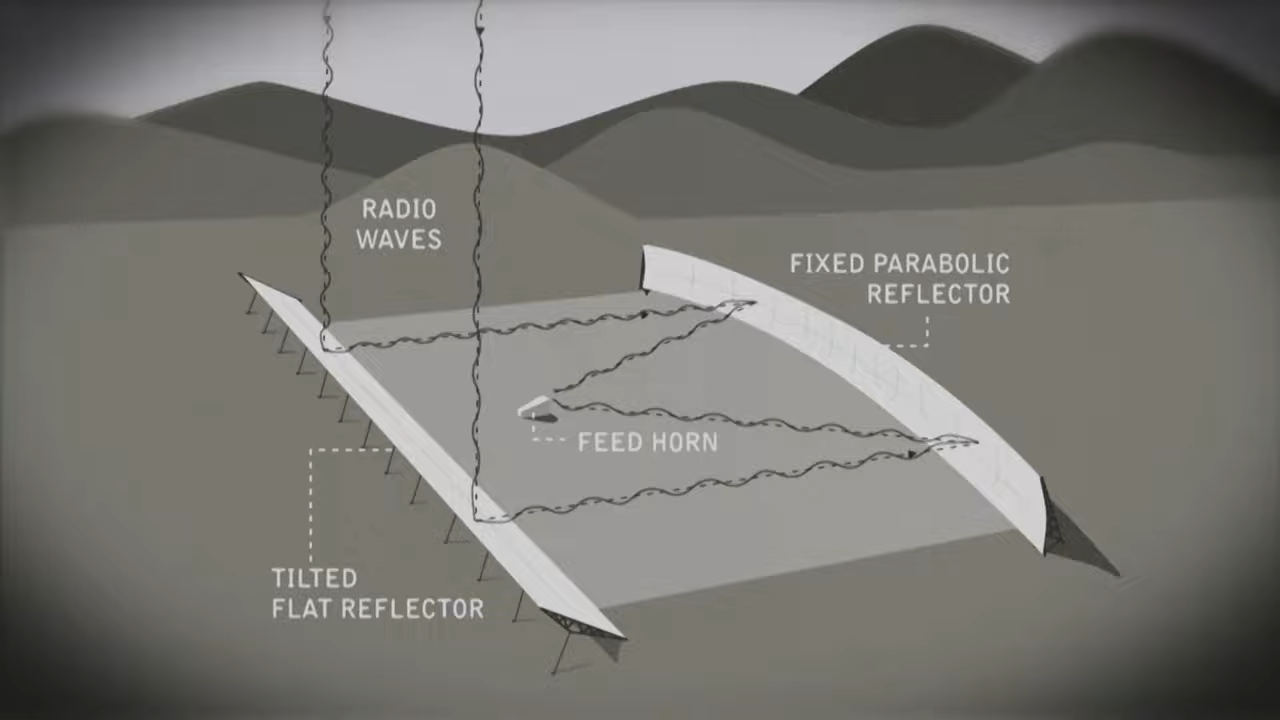 RADIO
WAVES
FIXED PARABOLIC
REFLECTOR
FEED HORN
TILTED
FLAT REFLECTOR